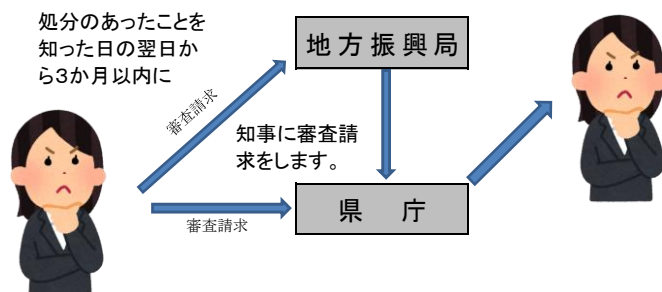 処分のあったことを
知った日の翌日か
ら3か月以内に
地方振興局
審査請求
知事に審査請
求をします。
県 庁
審査請求